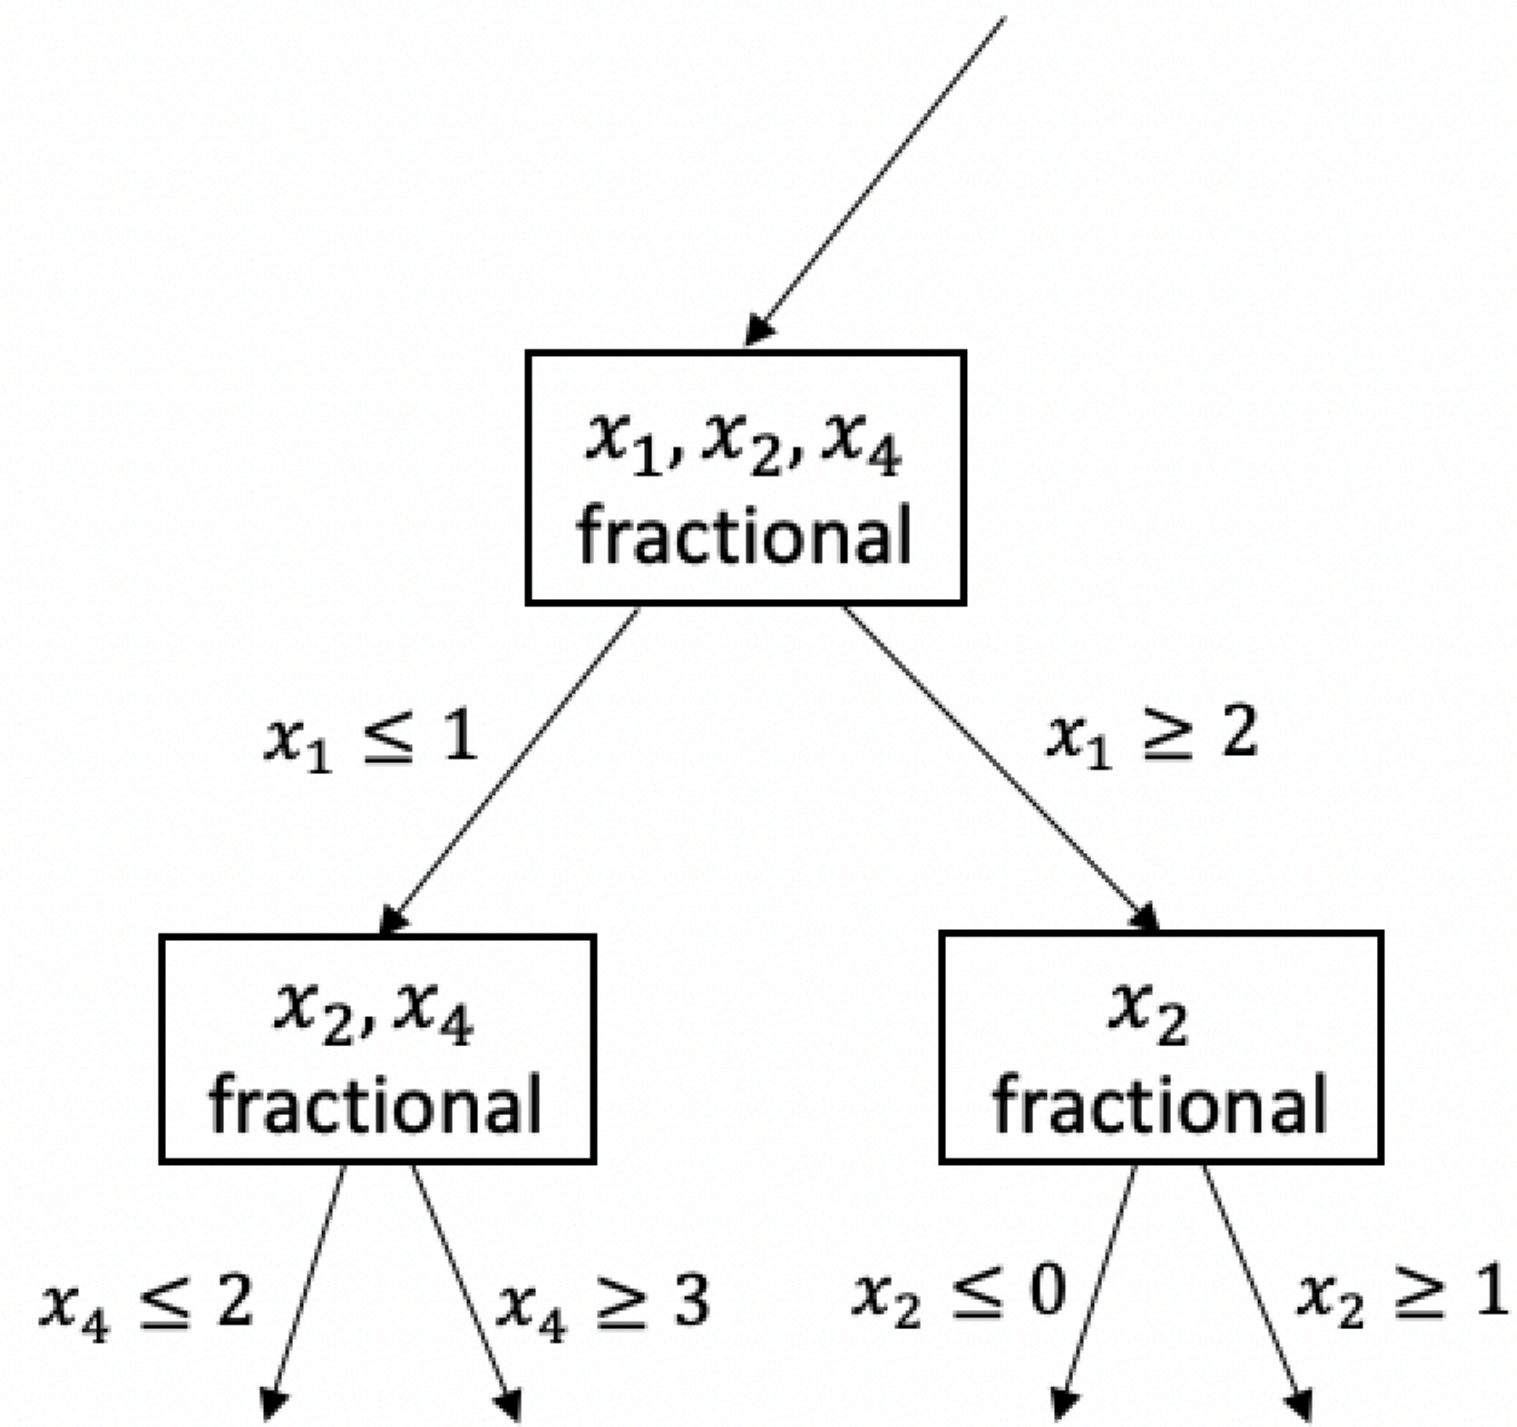 x₁, x₂, x₄
fractional
x₁ ≤ 1
x₁ ≥ 2
x₂, x₄
fractional
x₂
fractional
x₄ ≤ 2
x₄ ≥ 3
x₂ ≤ 0
x₂ ≥ 1